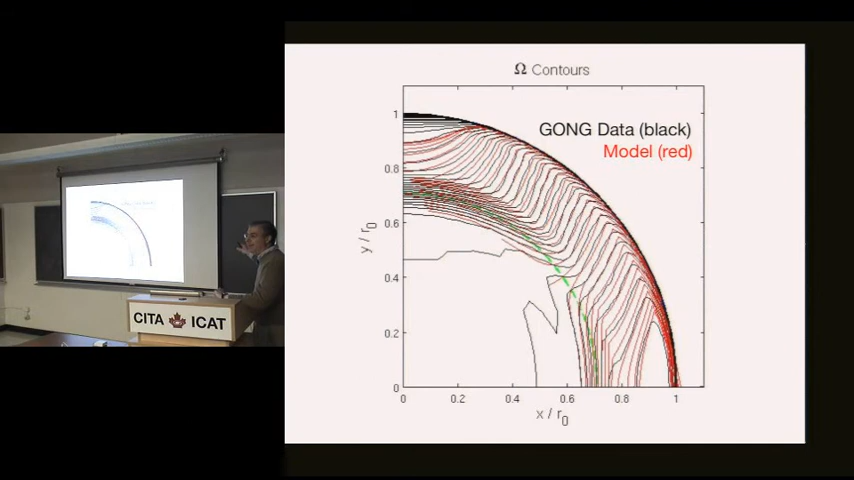 Ω Contours
GONG Data (black)
Model (red)
1
0.8
0.6
0.4
0.2
0
y / r0
0 0.2 0.4 0.6 0.8 1
x / r0
CITA ICAT